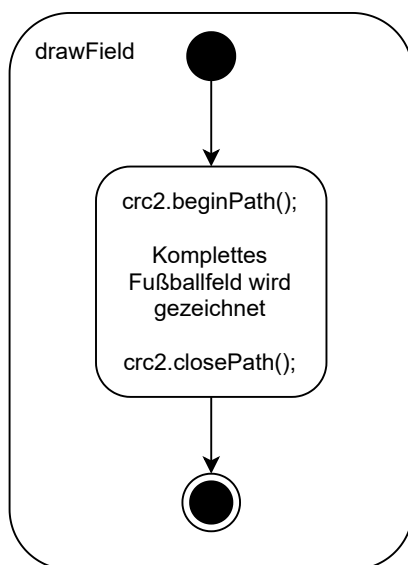 drawField
crc2.beginPath();
Komplettes
Fußballfeld wird
gezeichnet
crc2.closePath();